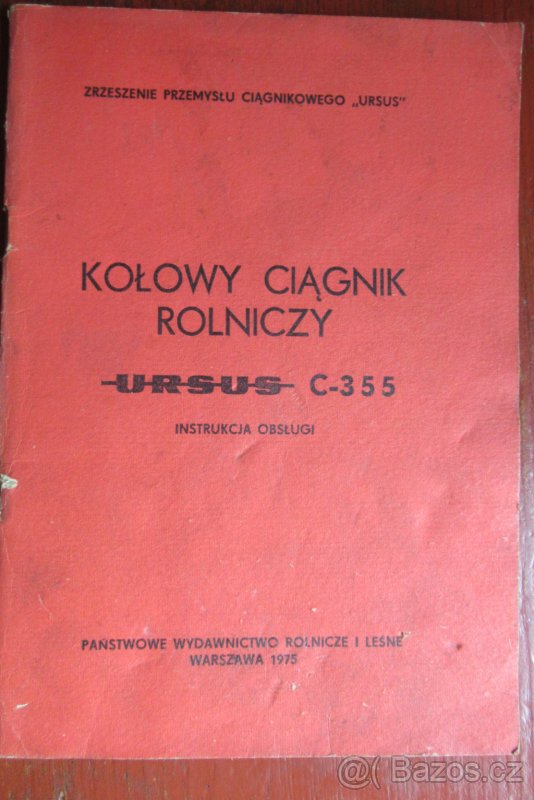 ZRZESZENIE PRZEMYSŁU CIĄGNIKOWEGO „URSUS"
KOŁOWY CIĄGNIK
ROLNICZY
URSUS C-355
INSTRUKCJA OBSŁUGI
PAŃSTWOWE WYDAWNICTWO ROLNICZE I LEŚNE
WARSZAWA 1975
@Bazos.cz